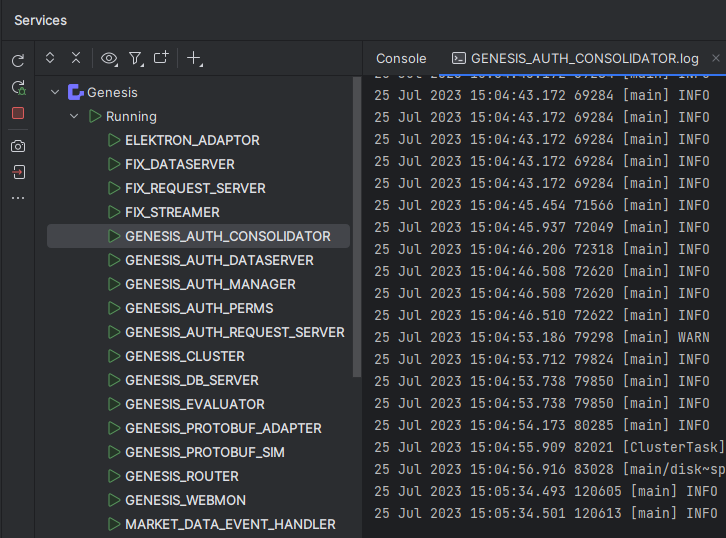 Services
Genesis
Running
ELEKTRON_ADAPTOR
FIX_DATASERVER
FIX_REQUEST_SERVER
FIX_STREAMER
GENESIS_AUTH_CONSOLIDATOR
GENESIS_AUTH_DATASERVER
GENESIS_AUTH_MANAGER
GENESIS_AUTH_PERMS
GENESIS_AUTH_REQUEST_SERVER
GENESIS_CLUSTER
GENESIS_DB_SERVER
GENESIS_EVALUATOR
GENESIS_PROTOBUF_ADAPTER
GENESIS_PROTOBUF_SIM
GENESIS_ROUTER
GENESIS_WEBMON
MARKET_DATA_EVENT_HANDLER
Console GENESIS_AUTH_CONSOLIDATOR.log
25 Jul 2023 15:04:43.172 69284 [main] INFO
25 Jul 2023 15:04:43.172 69284 [main] INFO
25 Jul 2023 15:04:43.172 69284 [main] INFO
25 Jul 2023 15:04:43.172 69284 [main] INFO
25 Jul 2023 15:04:43.172 69284 [main] INFO
25 Jul 2023 15:04:43.172 69284 [main] INFO
25 Jul 2023 15:04:45.454 71566 [main] INFO
25 Jul 2023 15:04:45.937 72049 [main] INFO
25 Jul 2023 15:04:46.206 72318 [main] INFO
25 Jul 2023 15:04:46.508 72620 [main] INFO
25 Jul 2023 15:04:46.508 72620 [main] INFO
25 Jul 2023 15:04:46.510 72622 [main] INFO
25 Jul 2023 15:04:53.186 79298 [main] WARN
25 Jul 2023 15:04:53.712 79824 [main] INFO
25 Jul 2023 15:04:53.738 79850 [main] INFO
25 Jul 2023 15:04:53.738 79850 [main] INFO
25 Jul 2023 15:04:54.173 80285 [main] INFO
25 Jul 2023 15:04:55.909 82021 [ClusterTask]
25 Jul 2023 15:04:56.916 83028 [main/disk~sp
25 Jul 2023 15:05:34.493 120605 [main] INFO
25 Jul 2023 15:05:34.501 120613 [main] INFO